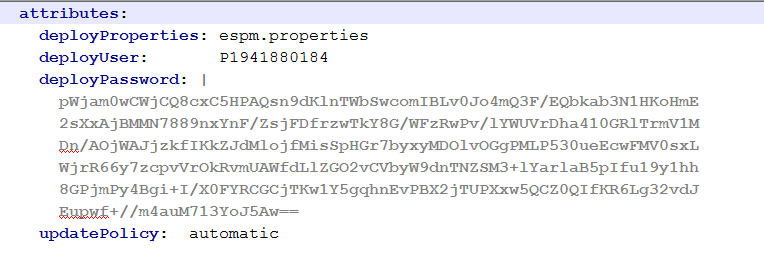 attributes:
deployProperties: espm.properties
deployUser: P1941880184
deployPassword: |
pWjam0wCWjCQ8cxC5HPAQsn9dKlnTWbSwcomIBLv0Jo4mQ3F/EQbkab3N1HKoHmE
2sXxAjBMMN7889nxYnF/ZsjFDfrzwTkY8G/WFzRwPv/lYWUVrDha410GRlTrmV1M
Dn/AOjWAJjzkfIKkZJdMlojfMisSpHGr7byxyMDOlvOGgPMLP530ueEcwFMV0sxL
WjrR66y7zcpvVrOkRvmUAWfdLlZGO2vCVbyW9dnTNZSM3+lYarlaB5pIfu19y1hh
8GPjmPy4Bgi+I/X0FYRCGCjTKw1Y5gqhnEvPBX2jTUPXxw5QCZ0QIfKR6Lg32vdJ
Eupwf+//m4auM713YoJ5Aw==
updatePolicy: automatic